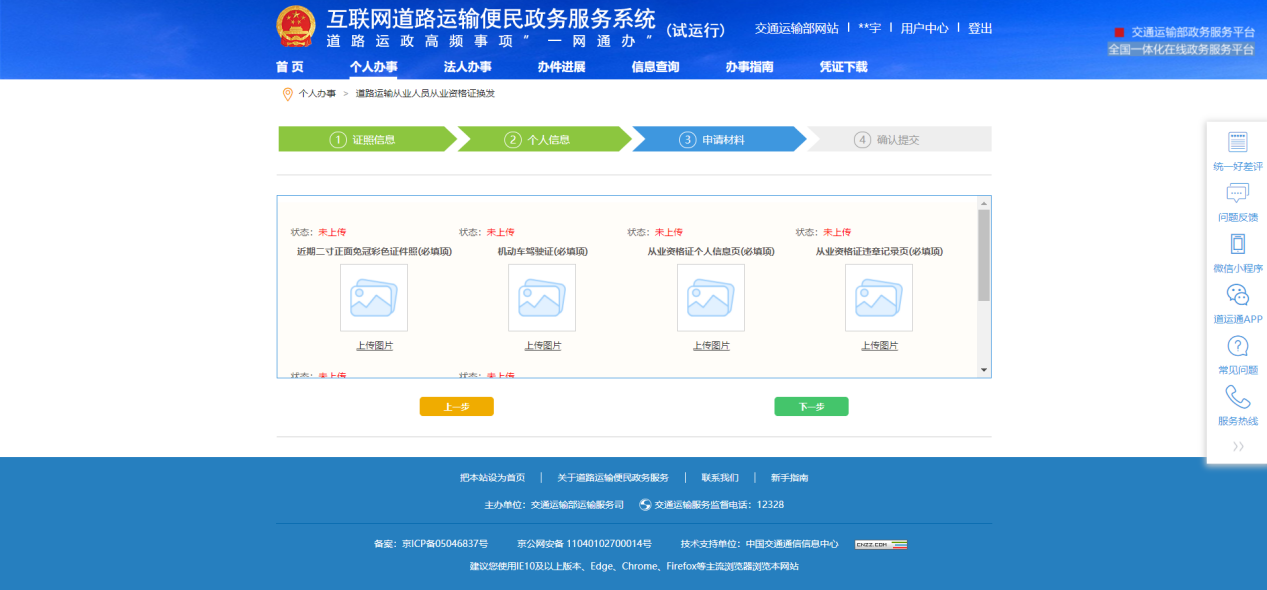 互联网道路运输便民政务服务系统 (试运行)
道路运政高频事项"一网通办"
交通运输部网站 | **宇 | 用户中心 | 登出
交通运输部政务服务平台
全国一体化在线政务服务平台
首页 个人办事 法人办事 办件进展 信息查询 办事指南 凭证下载
个人办事 > 道路运输从业人员从业资格证换发
1 证照信息 2 个人信息 3 申请材料 4 确认提交
状态：未上传 状态：未上传 状态：未上传 状态：未上传
近期二寸正面免冠彩色证件照(必填项) 机动车驾驶证(必填项) 从业资格证个人信息页(必填项) 从业资格证违章记录页(必填项)
上传图片 上传图片 上传图片 上传图片
状态：未上传 状态：未上传
上一步 下一步
统一好差评
问题反馈
微信小程序
道运通APP
常见问题
服务热线
把本站设为首页 | 关于道路运输便民政务服务 | 联系我们 | 新手指南
主办单位：交通运输部运输服务司 交通运输服务监督电话：12328
备案：京ICP备05046837号 京公网安备 11040102700014号 技术支持单位：中国交通通信信息中心 CNZZ.COM
建议您使用IE10及以上版本、Edge、Chrome、Firefox等主流浏览器浏览本网站